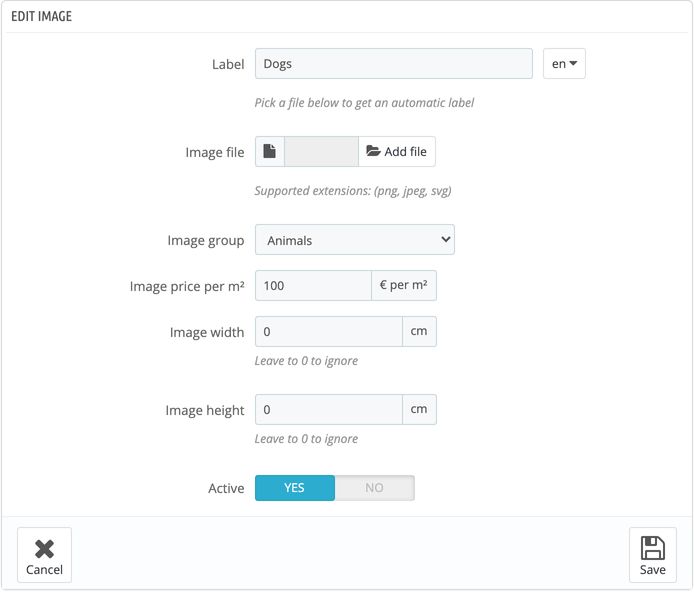 EDIT IMAGE
Label Dogs en
Pick a file below to get an automatic label
Image file Add file
Supported extensions: (png, jpeg, svg)
Image group Animals
Image price per m² 100 € per m²
Image width 0 cm
Leave to 0 to ignore
Image height 0 cm
Leave to 0 to ignore
Active YES NO
Cancel Save